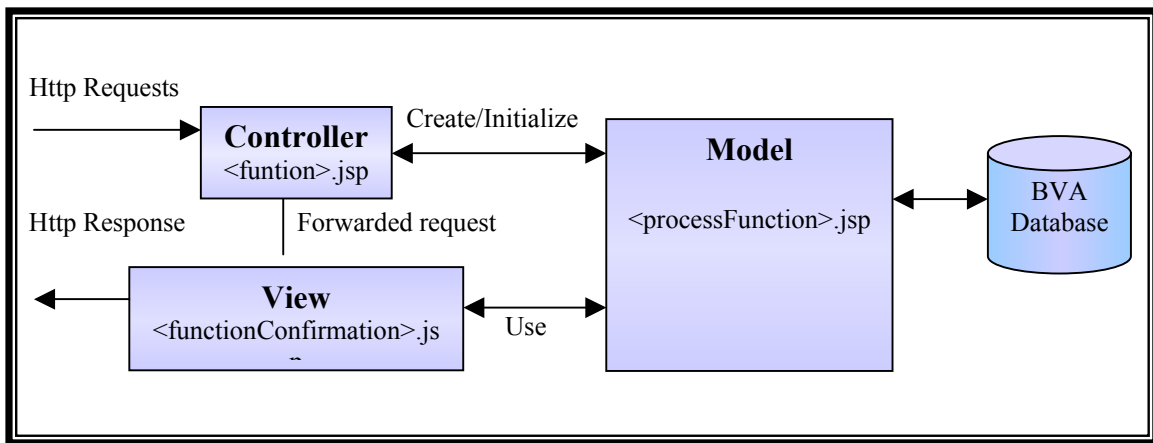 Http Requests
Controller
<funtion>.jsp
Create/Initialize
Model
<processFunction>.jsp
BVA
Database
Http Response
Forwarded request
View
<functionConfirmation>.js
Use